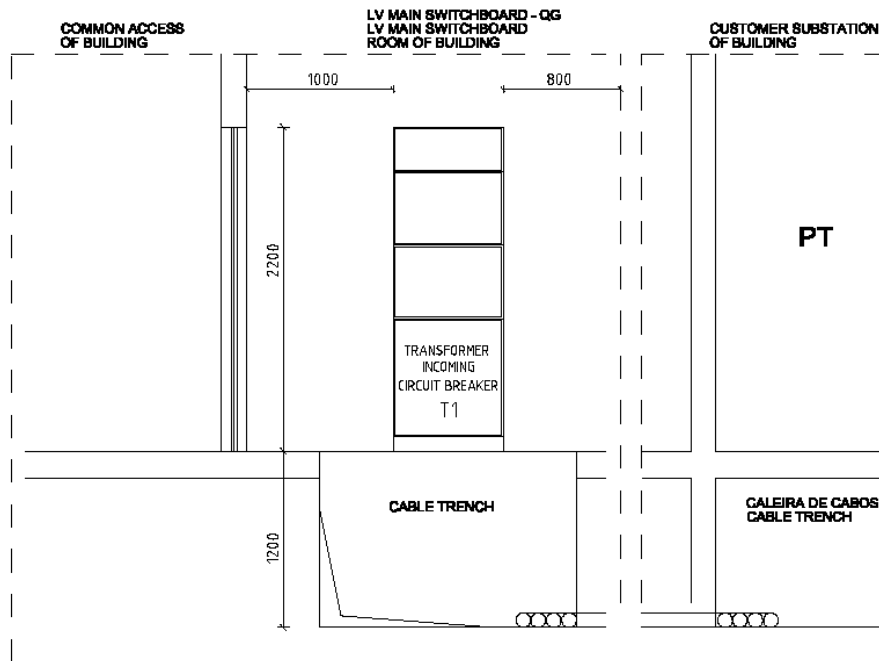 COMMON ACCESS
OF BUILDING
LV MAIN SWITCHBOARD - QG
LV MAIN SWITCHBOARD
ROOM OF BUILDING
CUSTOMER SUBSTATION
OF BUILDING
1000
800
2200
PT
TRANSFORMER
INCOMING
CIRCUIT BREAKER
T1
CABLE TRENCH
GALEIRA DE CABOS
CABLE TRENCH
1200